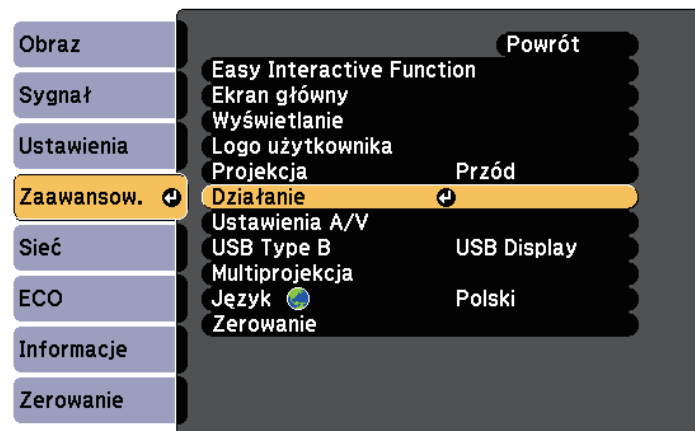 Obraz
Sygnał
Ustawienia
Zaawansow.
Sieć
ECO
Informacje
Zerowanie
Powrót
Easy Interactive Function
Ekran główny
Wyświetlanie
Logo użytkownika
Projekcja Przód
Działanie
Ustawienia A/V
USB Type B USB Display
Multiprojekcja
Język Polski
Zerowanie